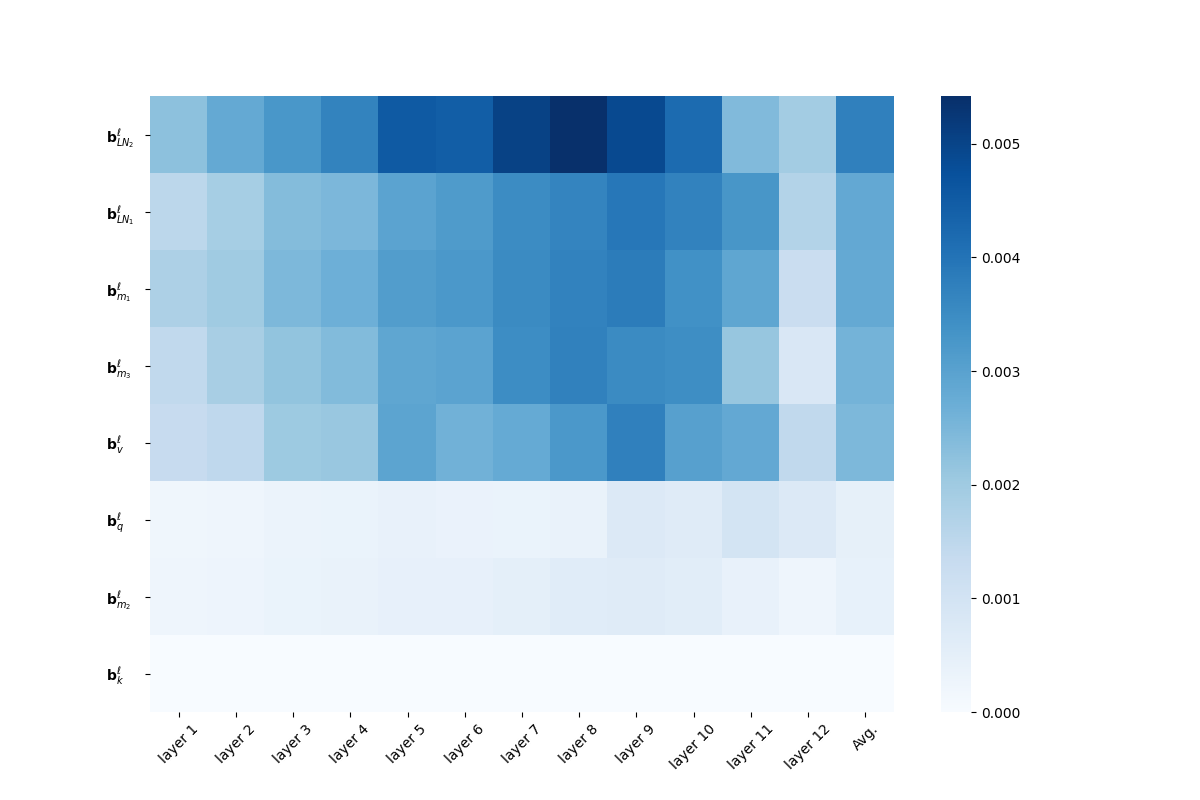 b^ℓ_{LN_2}
b^ℓ_{LN_1}
b^ℓ_{m_1}
b^ℓ_{m_3}
b^ℓ_v
b^ℓ_q
b^ℓ_{m_2}
b^ℓ_k
layer 1
layer 2
layer 3
layer 4
layer 5
layer 6
layer 7
layer 8
layer 9
layer 10
layer 11
layer 12
Avg.
0.005
0.004
0.003
0.002
0.001
0.000